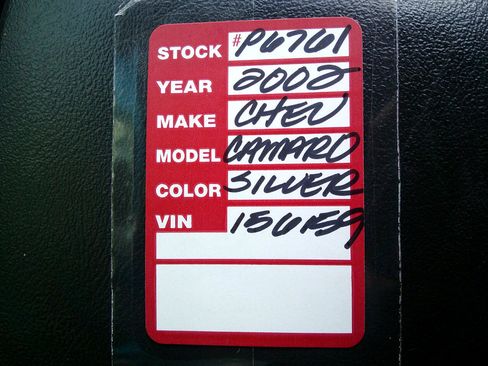 STOCK #P6761
YEAR 2002
MAKE CHEV
MODEL CAMARO
COLOR SILVER
VIN 156159